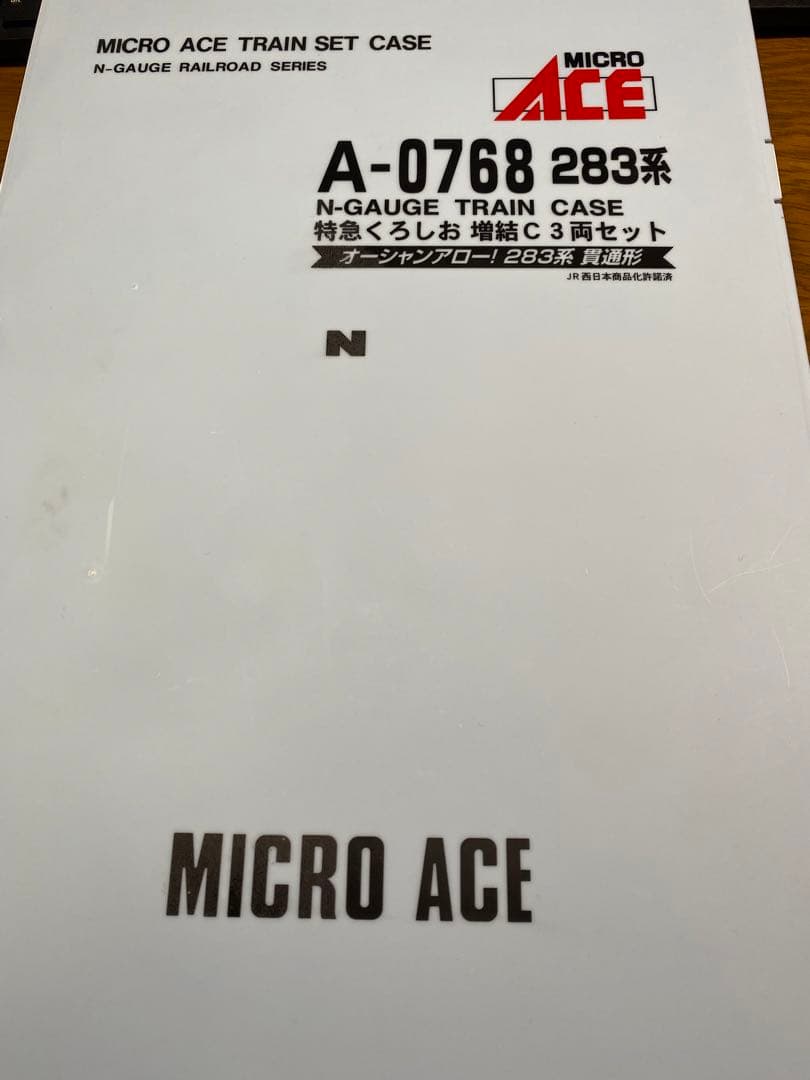 MICRO ACE TRAIN SET CASE
N-GAUGE RAILROAD SERIES
MICRO
ACE
A-0768 283系
N-GAUGE TRAIN CASE
特急くろしお 増結C3両セット
オーシャンアロー! 283系 貫通形
JR西日本商品化許諾済
N
MICRO ACE